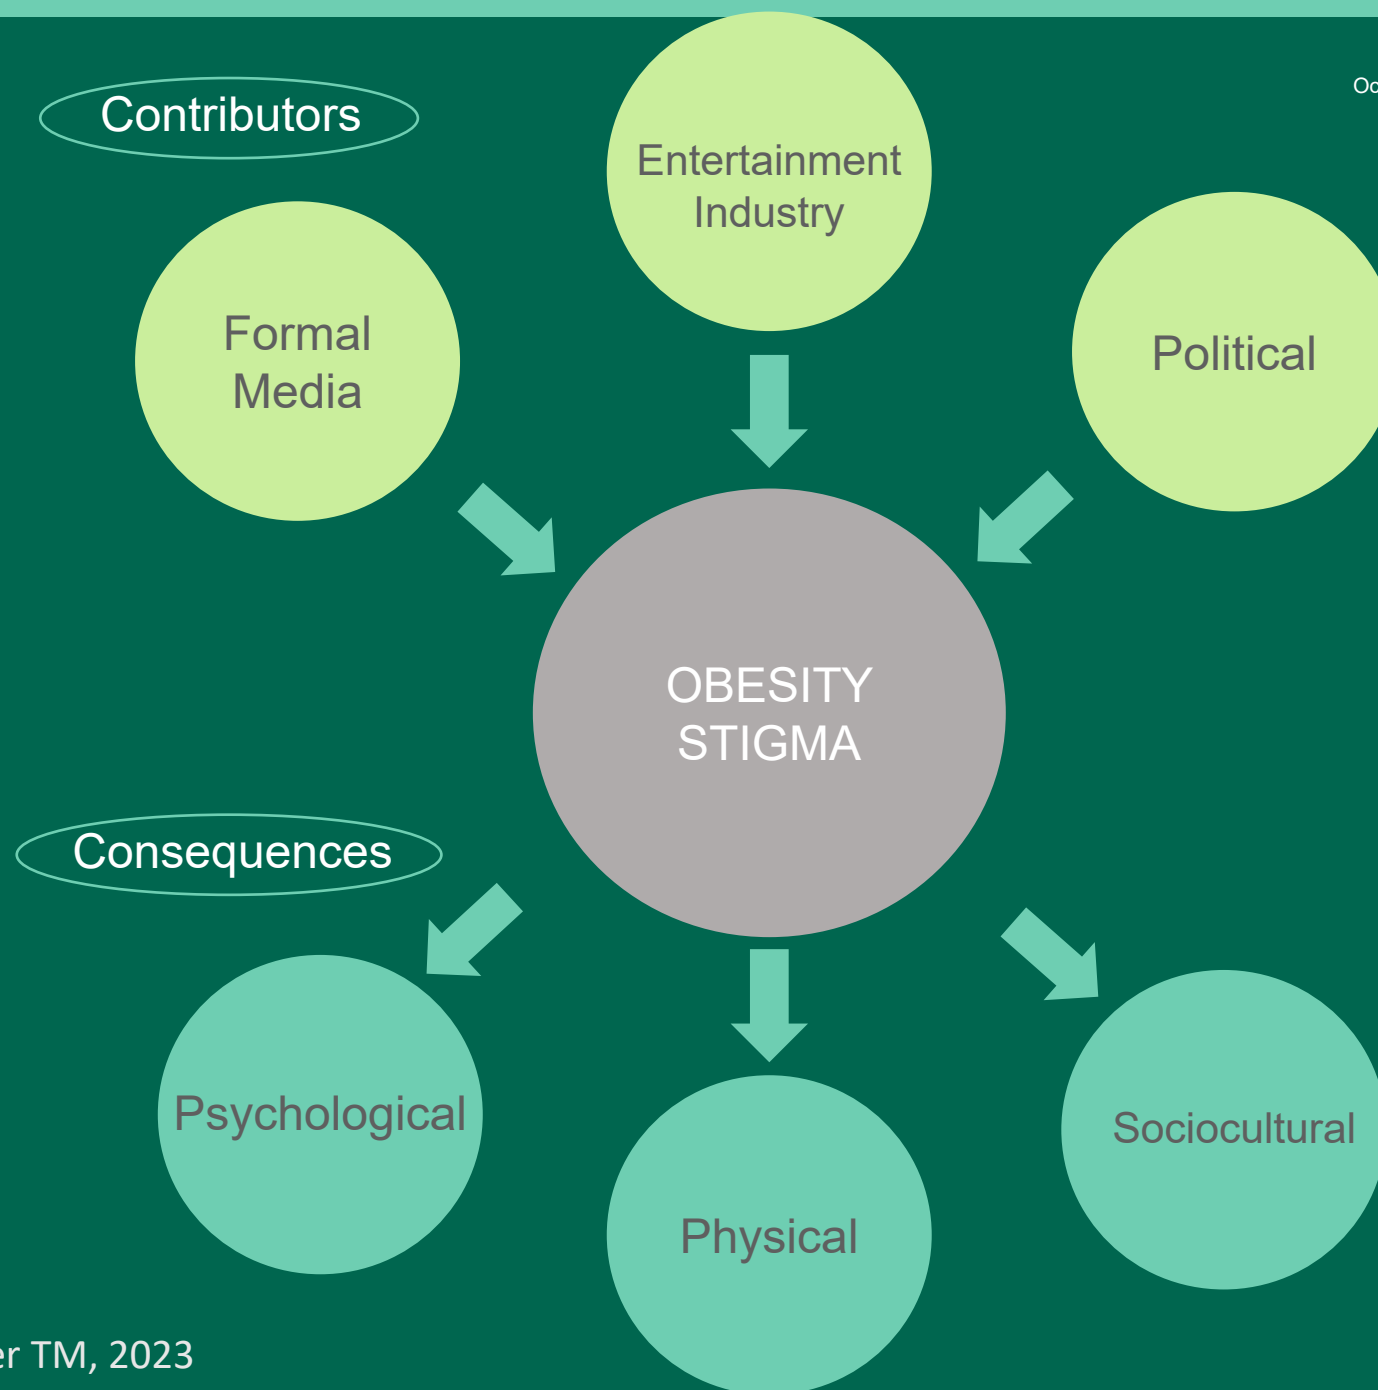 Contributors
Entertainment
Industry
Formal
Media
Political
OBESITY
STIGMA
Consequences
Psychological
Physical
Sociocultural
TM, 2023